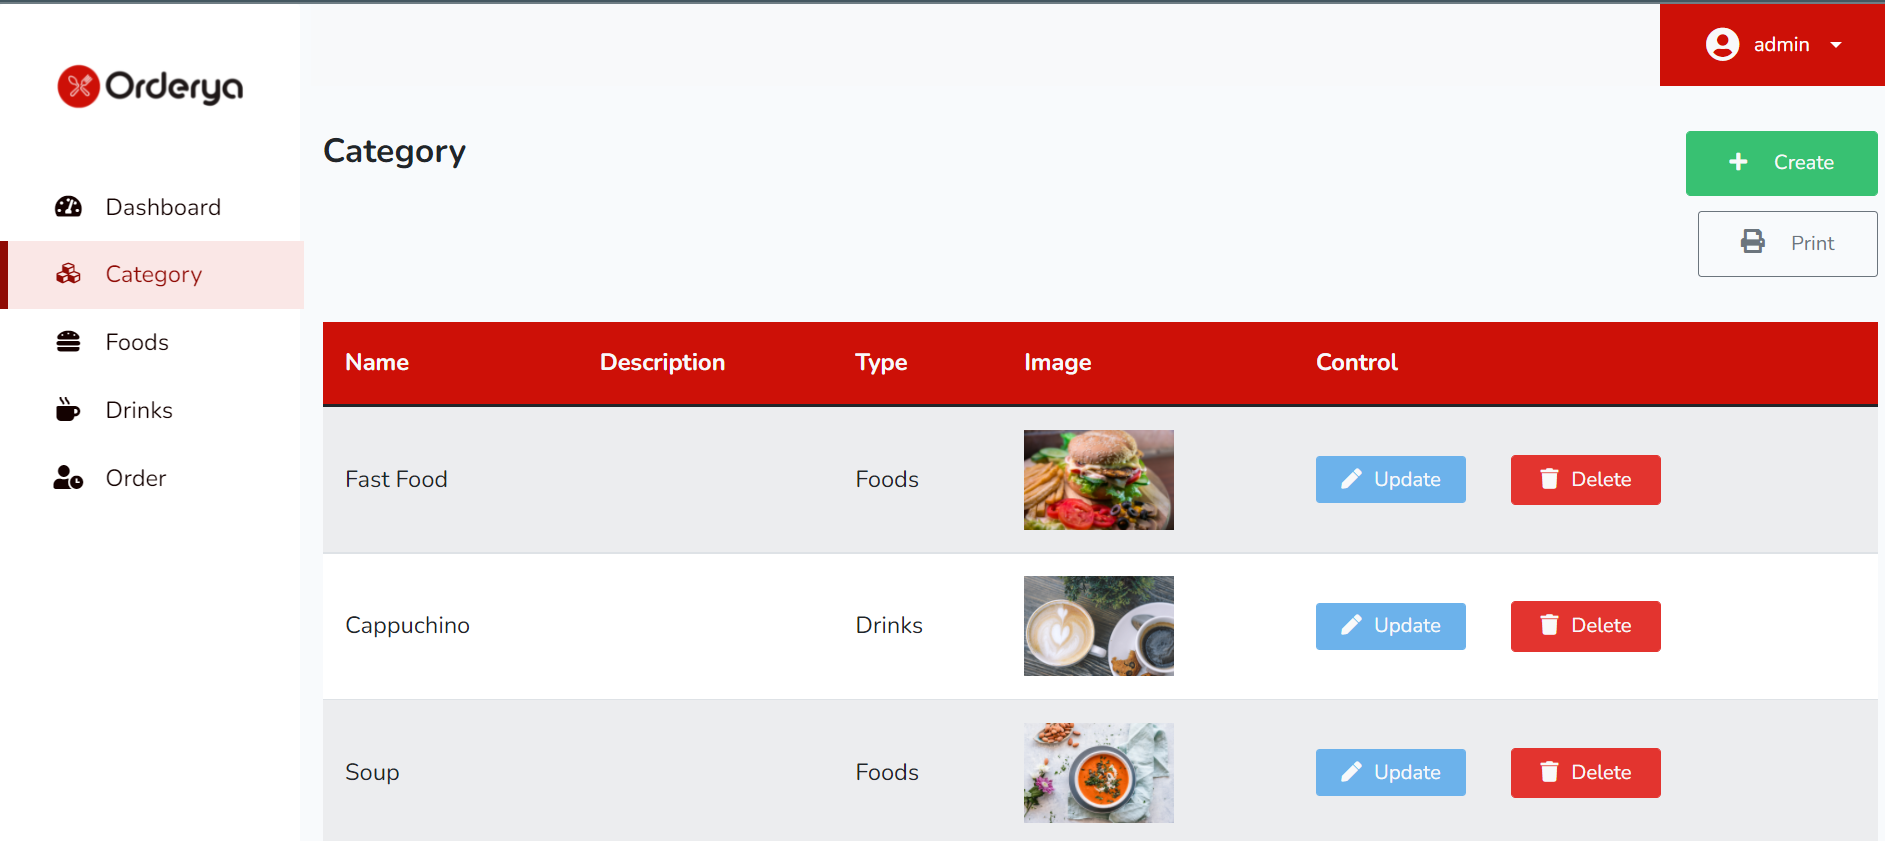 Orderya
admin
Category
Create
Print
Dashboard
Category
Foods
Drinks
Order
Name Description Type Image Control
Fast Food Foods Update Delete
Cappuchino Drinks Update Delete
Soup Foods Update Delete